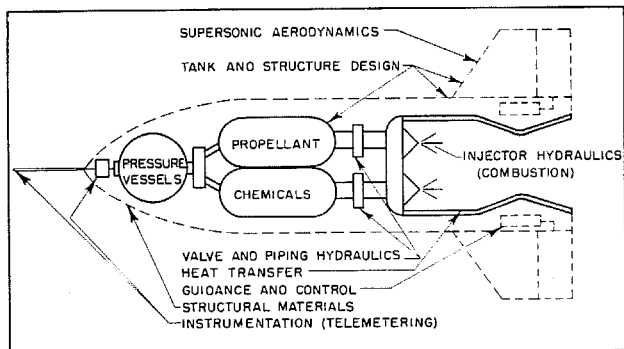 SUPERSONIC AERODYNAMICS
TANK AND STRUCTURE DESIGN
PRESSURE
VESSELS
PROPELLANT
CHEMICALS
INJECTOR HYDRAULICS
(COMBUSTION)
VALVE AND PIPING HYDRAULICS
HEAT TRANSFER
GUIDANCE AND CONTROL
STRUCTURAL MATERIALS
INSTRUMENTATION (TELEMETERING)